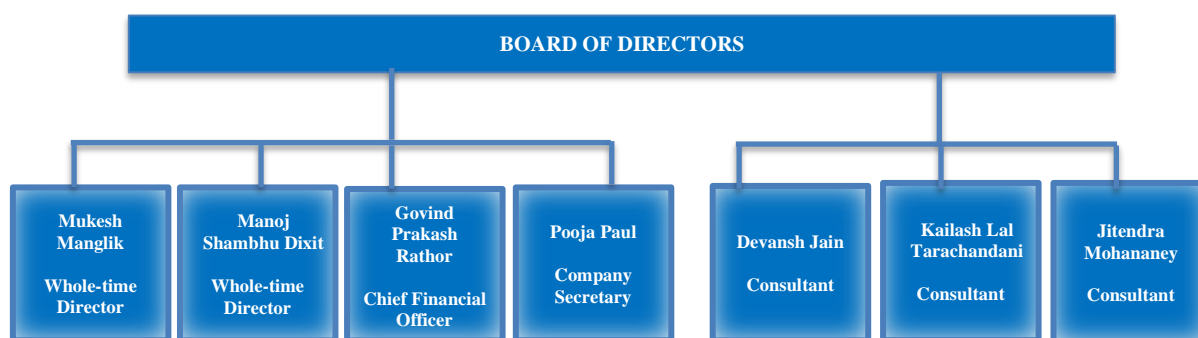 BOARD OF DIRECTORS
Mukesh
Manglik
Whole-time
Director
Manoj
Shambhu Dixit
Whole-time
Director
Govind
Prakash
Rathor
Chief Financial
Officer
Pooja Paul
Company
Secretary
Devansh Jain
Consultant
Kailash Lal
Tarachandani
Consultant
Jitendra
Mohananey
Consultant